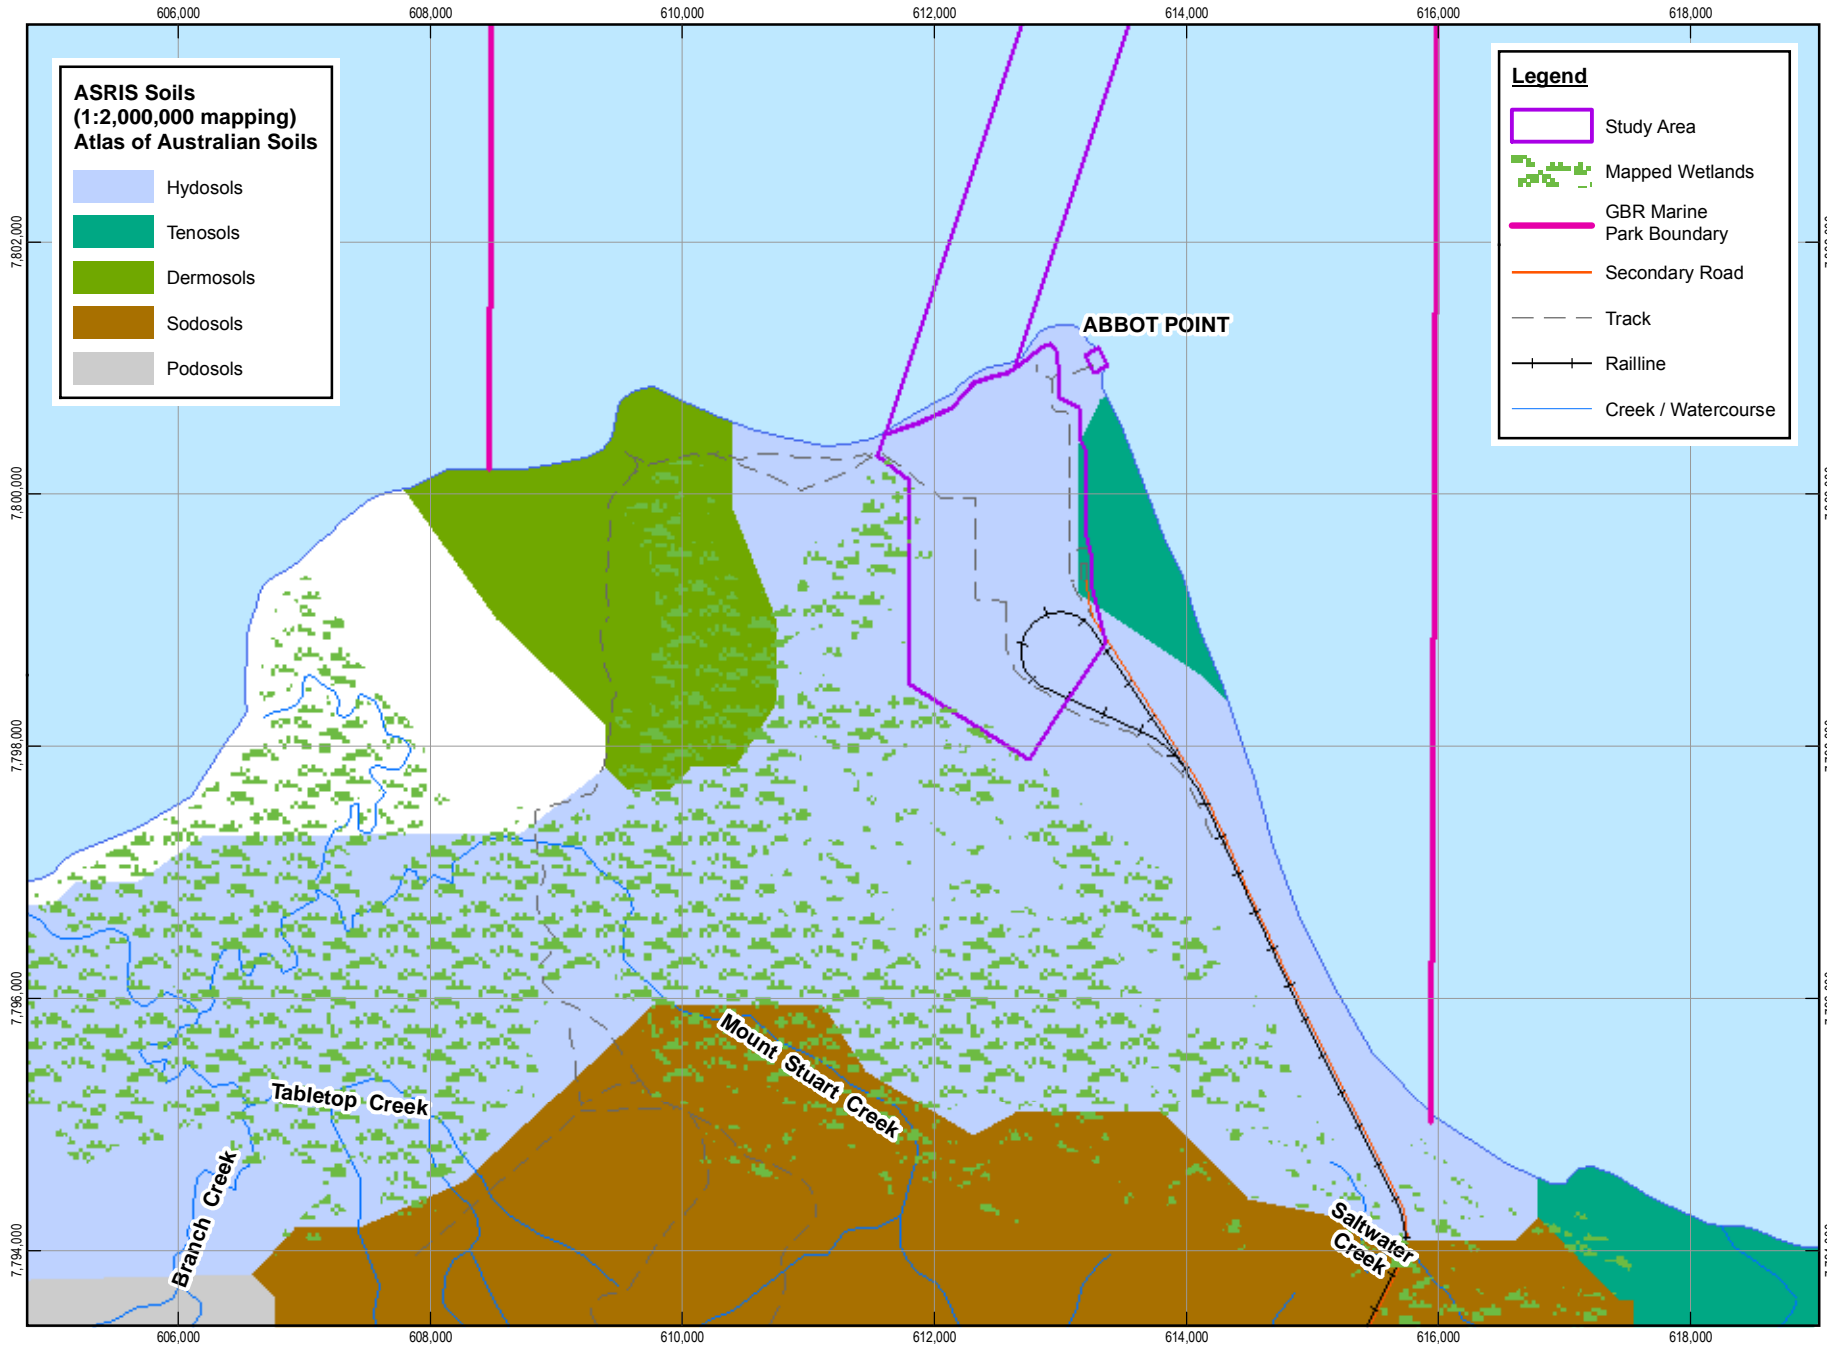 606,000 608,000 610,000 612,000 614,000 616,000 618,000
ASRIS Soils
(1:2,000,000 mapping)
Atlas of Australian Soils
Hydosols
Tenosols
Dermosols
Sodosols
Podosols
Legend
Study Area
Mapped Wetlands
GBR Marine
Park Boundary
Secondary Road
Track
Railline
Creek / Watercourse
7,802,000
7,800,000
7,798,000
7,796,000
7,794,000
ABBOT POINT
Mount Stuart Creek
Tabletop Creek
Branch Creek
Saltwater
Creek
606,000 608,000 610,000 612,000 614,000 616,000 618,000